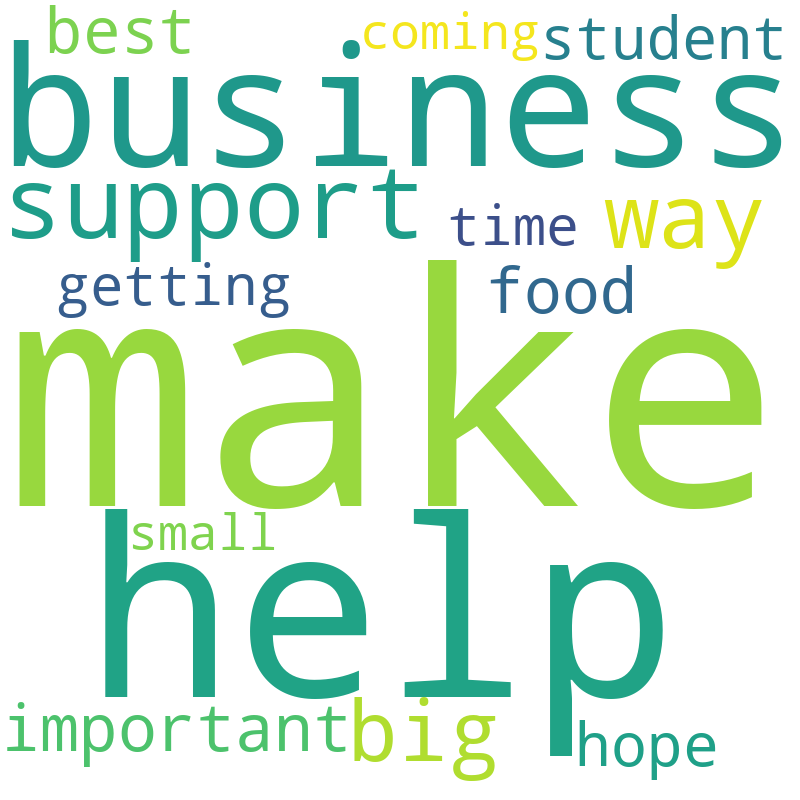 best coming student
business
support time way
getting food
make
small
help
important big hope